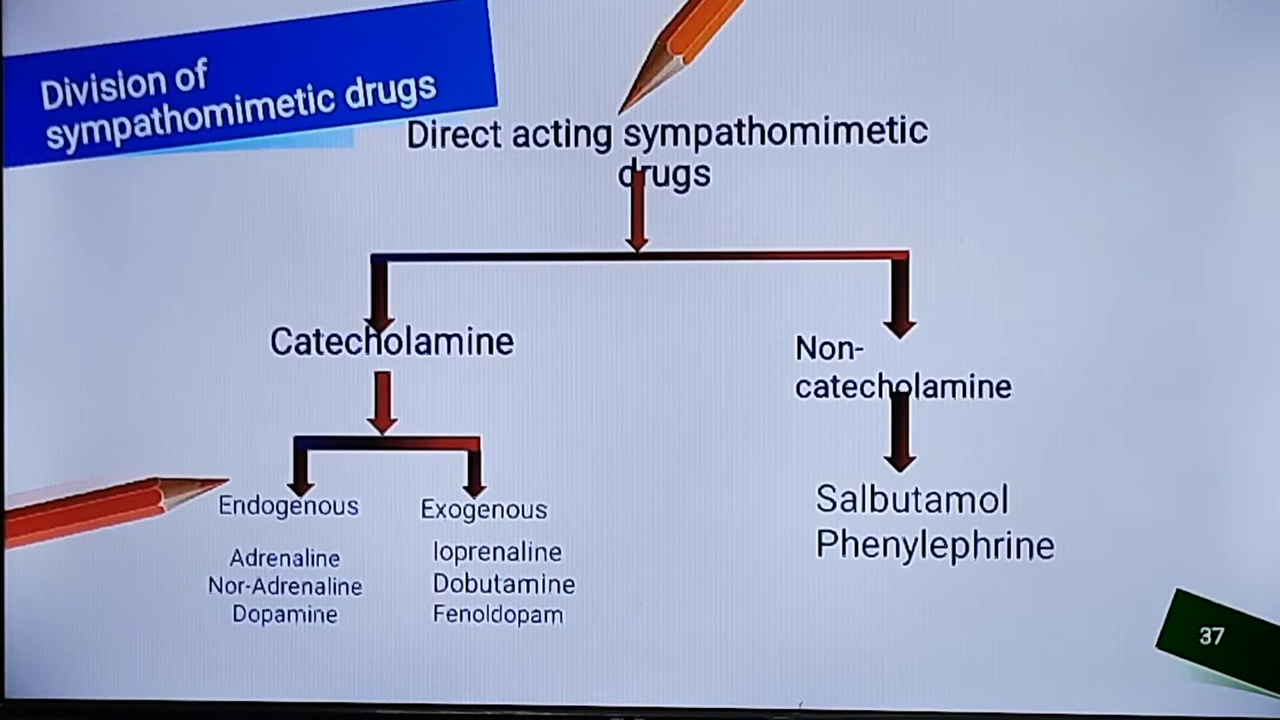 Division of
sympathomimetic drugs
Direct acting sympathomimetic
drugs
Catecholamine
Non-
catecholamine
Endogenous
Exogenous
Adrenaline
Nor-Adrenaline
Dopamine
Ioprenaline
Dobutamine
Fenoldopam
Salbutamol
Phenylephrine
37